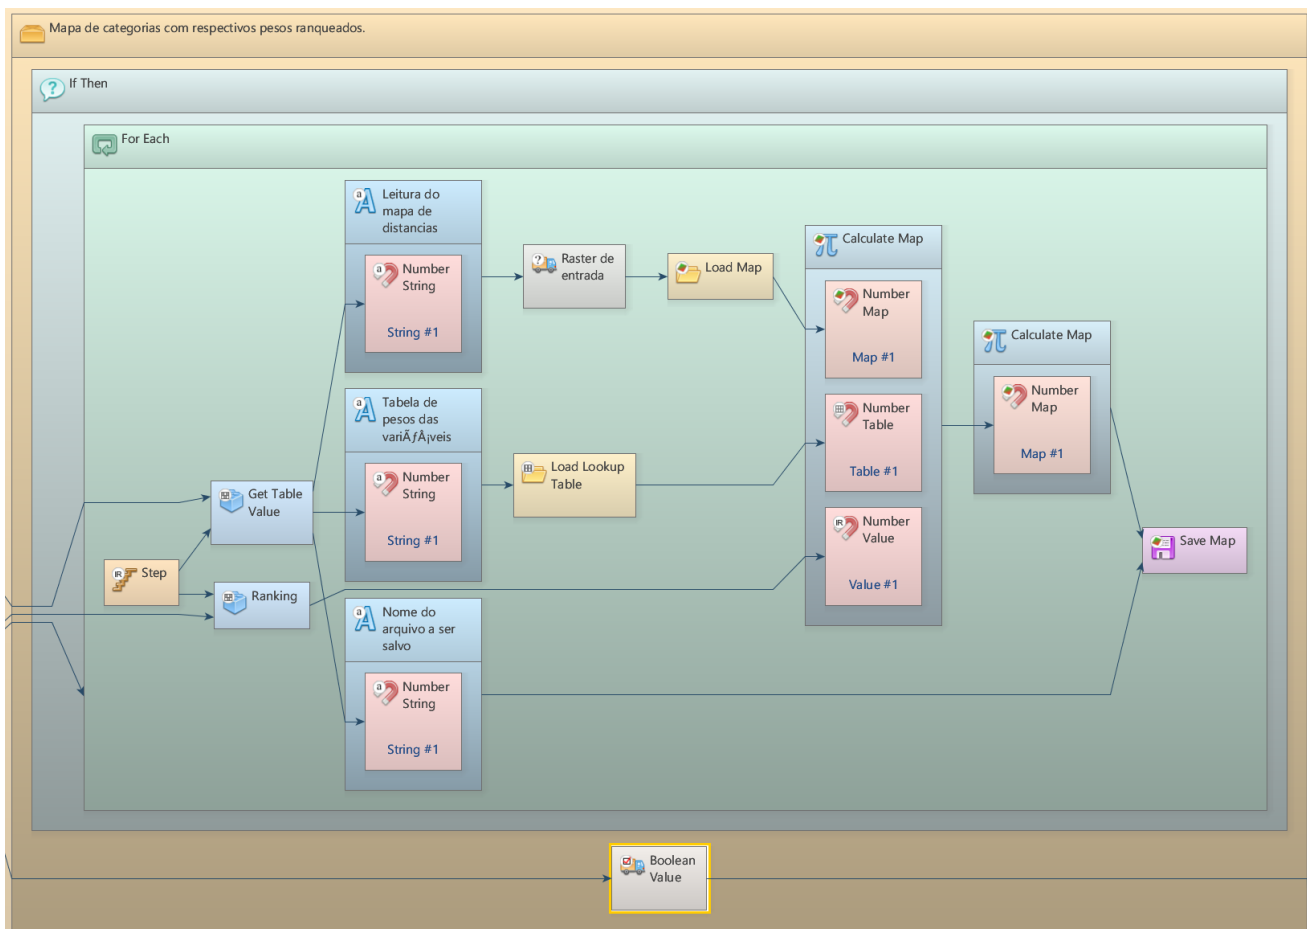 Mapa de categorias com respectivos pesos ranqueados.
If Then
For Each
Leitura do
mapa de
distancias
Number
String
String #1
Raster de
entrada
Load Map
Calculate Map
Number
Map
Map #1
Number
Table
Table #1
Number
Value
Value #1
Calculate Map
Number
Map
Map #1
Tabela de
pesos das
variÃƒÂ¡veis
Number
String
String #1
Load Lookup
Table
Get Table
Value
Step
Ranking
Save Map
Nome do
arquivo a ser
salvo
Number
String
String #1
Boolean
Value